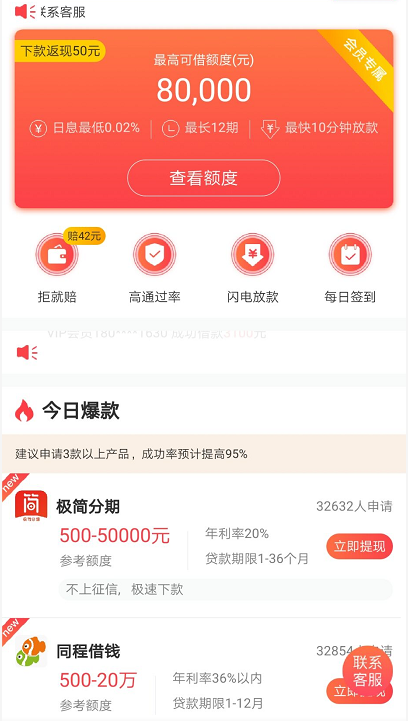 联系客服
下款返现50元
会员专属
最高可借额度(元)
80,000
日息最低0.02%
最长12期
最快10分钟放款
查看额度
赔42元
拒就赔
高通过率
闪电放款
每日签到
VIP会员180****1630 成功借款3100元
今日爆款
建议申请3款以上产品，成功率预计提高95%
new
简
极简分期
极简分期
32632人申请
500-50000元
年利率20%
参考额度
贷款期限1-36个月
立即提现
不上征信，极速下款
new
同程借钱
32854
申请
500-20万
年利率36%以内
参考额度
贷款期限1-12月
立即提现
联系
客服